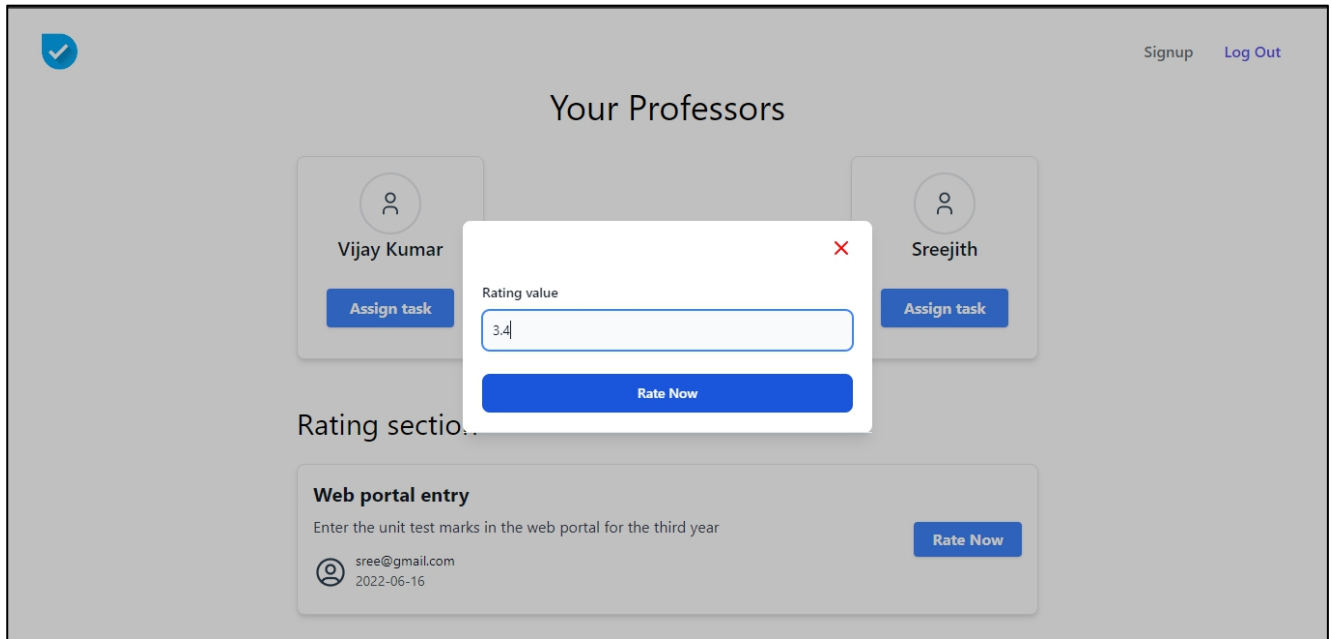 Signup Log Out
Your Professors
Vijay Kumar
Sreejith
Assign task
Assign task
Rating value
3.4
Rate Now
Rating section
Web portal entry
Enter the unit test marks in the web portal for the third year
Rate Now
sree@gmail.com
2022-06-16